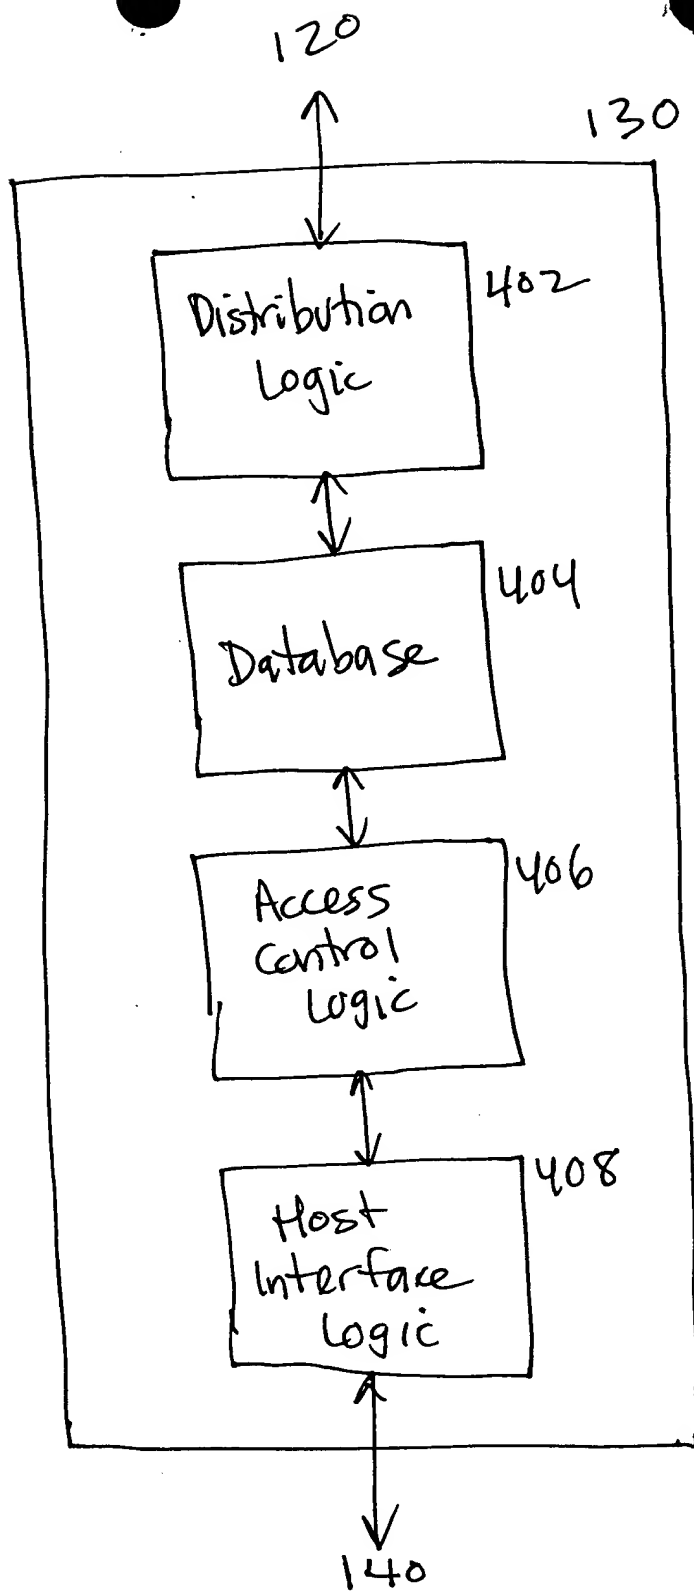 120
130
Distribution
Logic
402
Database
404
Access
Control
Logic
406
Host
Interface
Logic
408
140